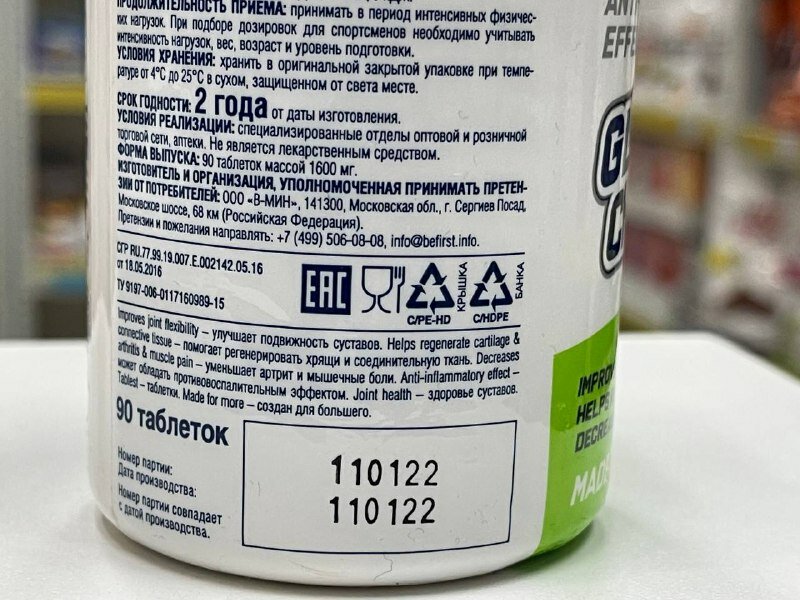 ПРОДОЛЖИТЕЛЬНОСТЬ ПРИЕМА: принимать в период интенсивных физичес-
ких нагрузок. При подборе дозировок для спортсменов необходимо учитывать
интенсивность нагрузок, вес, возраст и уровень подготовки.
УСЛОВИЯ ХРАНЕНИЯ: хранить в оригинальной закрытой упаковке при темпе-
ратуре от 4°С до 25°С в сухом, защищенном от света месте.
СРОК ГОДНОСТИ: 2 года от даты изготовления.
УСЛОВИЯ РЕАЛИЗАЦИИ: специализированные отделы оптовой и розничной
торговой сети, аптеки. Не является лекарственным средством.
ФОРМА ВЫПУСКА: 90 таблеток массой 1600 мг.
ИЗГОТОВИТЕЛЬ И ОРГАНИЗАЦИЯ, УПОЛНОМОЧЕННАЯ ПРИНИМАТЬ ПРЕТЕН-
ЗИИ ОТ ПОТРЕБИТЕЛЕЙ: ООО «В-МИН», 141300, Московская обл., г. Сергиев Посад,
Московское шоссе, 68 км (Российская Федерация).
Претензии и пожелания направлять: +7 (499) 506-08-08, info@befirst.info.
СГР RU.77.99.19.007.Е.002142.05.16
от 18.05.2016
ТУ 9197-006-0117160989-15
EAC
C/PE-HD
КРЫШКА
C/HDPE
БАНКА
Improves joint flexibility – улучшает подвижность суставов. Helps regenerate cartilage &
connective tissue – помогает регенерировать хрящи и соединительную ткань. Decreases
arthritis & muscle pain – уменьшает артрит и мышечные боли. Anti-inflammatory effect –
может обладать противовоспалительным эффектом. Joint health – здоровье суставов.
Tablest – таблетки. Made for more – создан для большего.
90 таблеток
Номер партии:
Дата производства:
Номер партии совпадает
с датой производства.
110122
110122
ANTI
EFFE
GL
C
IMPRO
HELPS
DECRE
MADE